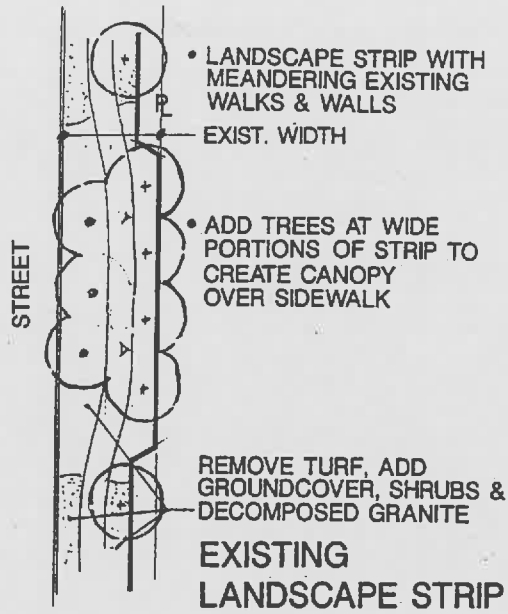 • LANDSCAPE STRIP WITH
MEANDERING EXISTING
WALKS & WALLS
PL
EXIST. WIDTH
STREET
• ADD TREES AT WIDE
PORTIONS OF STRIP TO
CREATE CANOPY
OVER SIDEWALK
REMOVE TURF, ADD
GROUNDCOVER, SHRUBS &
DECOMPOSED GRANITE
EXISTING
LANDSCAPE STRIP